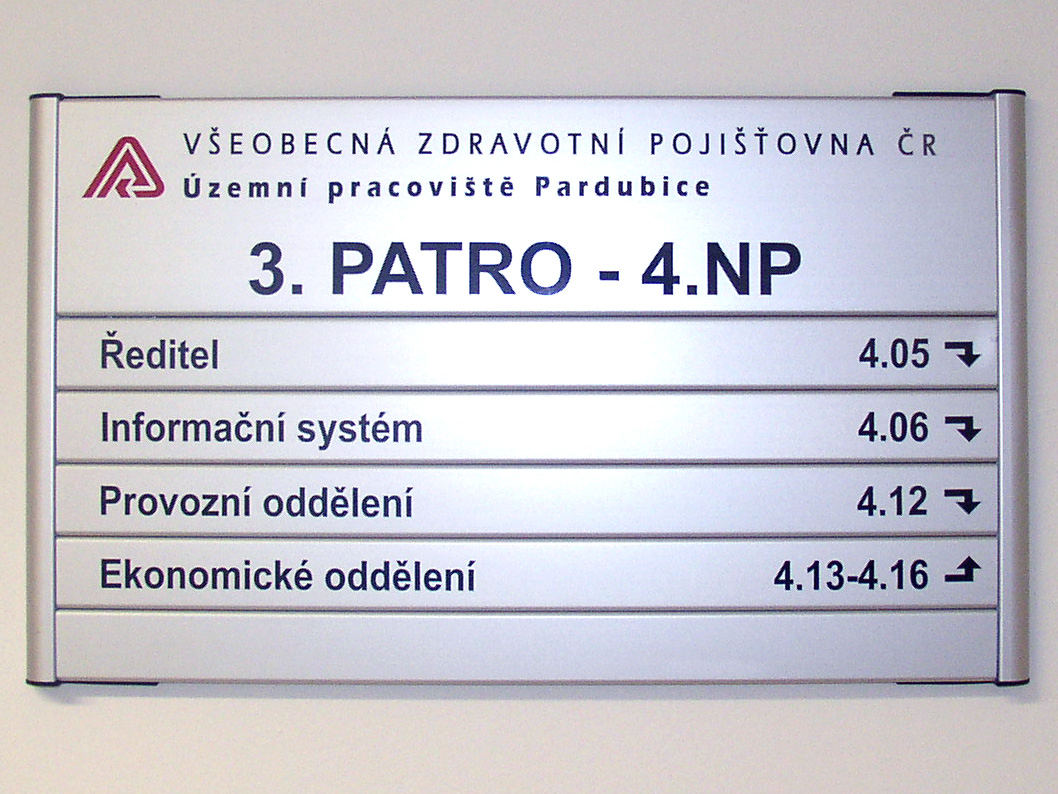 VŠEOBECNÁ ZDRAVOTNÍ POJIŠŤOVNA ČR
Územní pracoviště Pardubice
3. PATRO - 4.NP
Ředitel 4.05
Informační systém 4.06
Provozní oddělení 4.12
Ekonomické oddělení 4.13-4.16